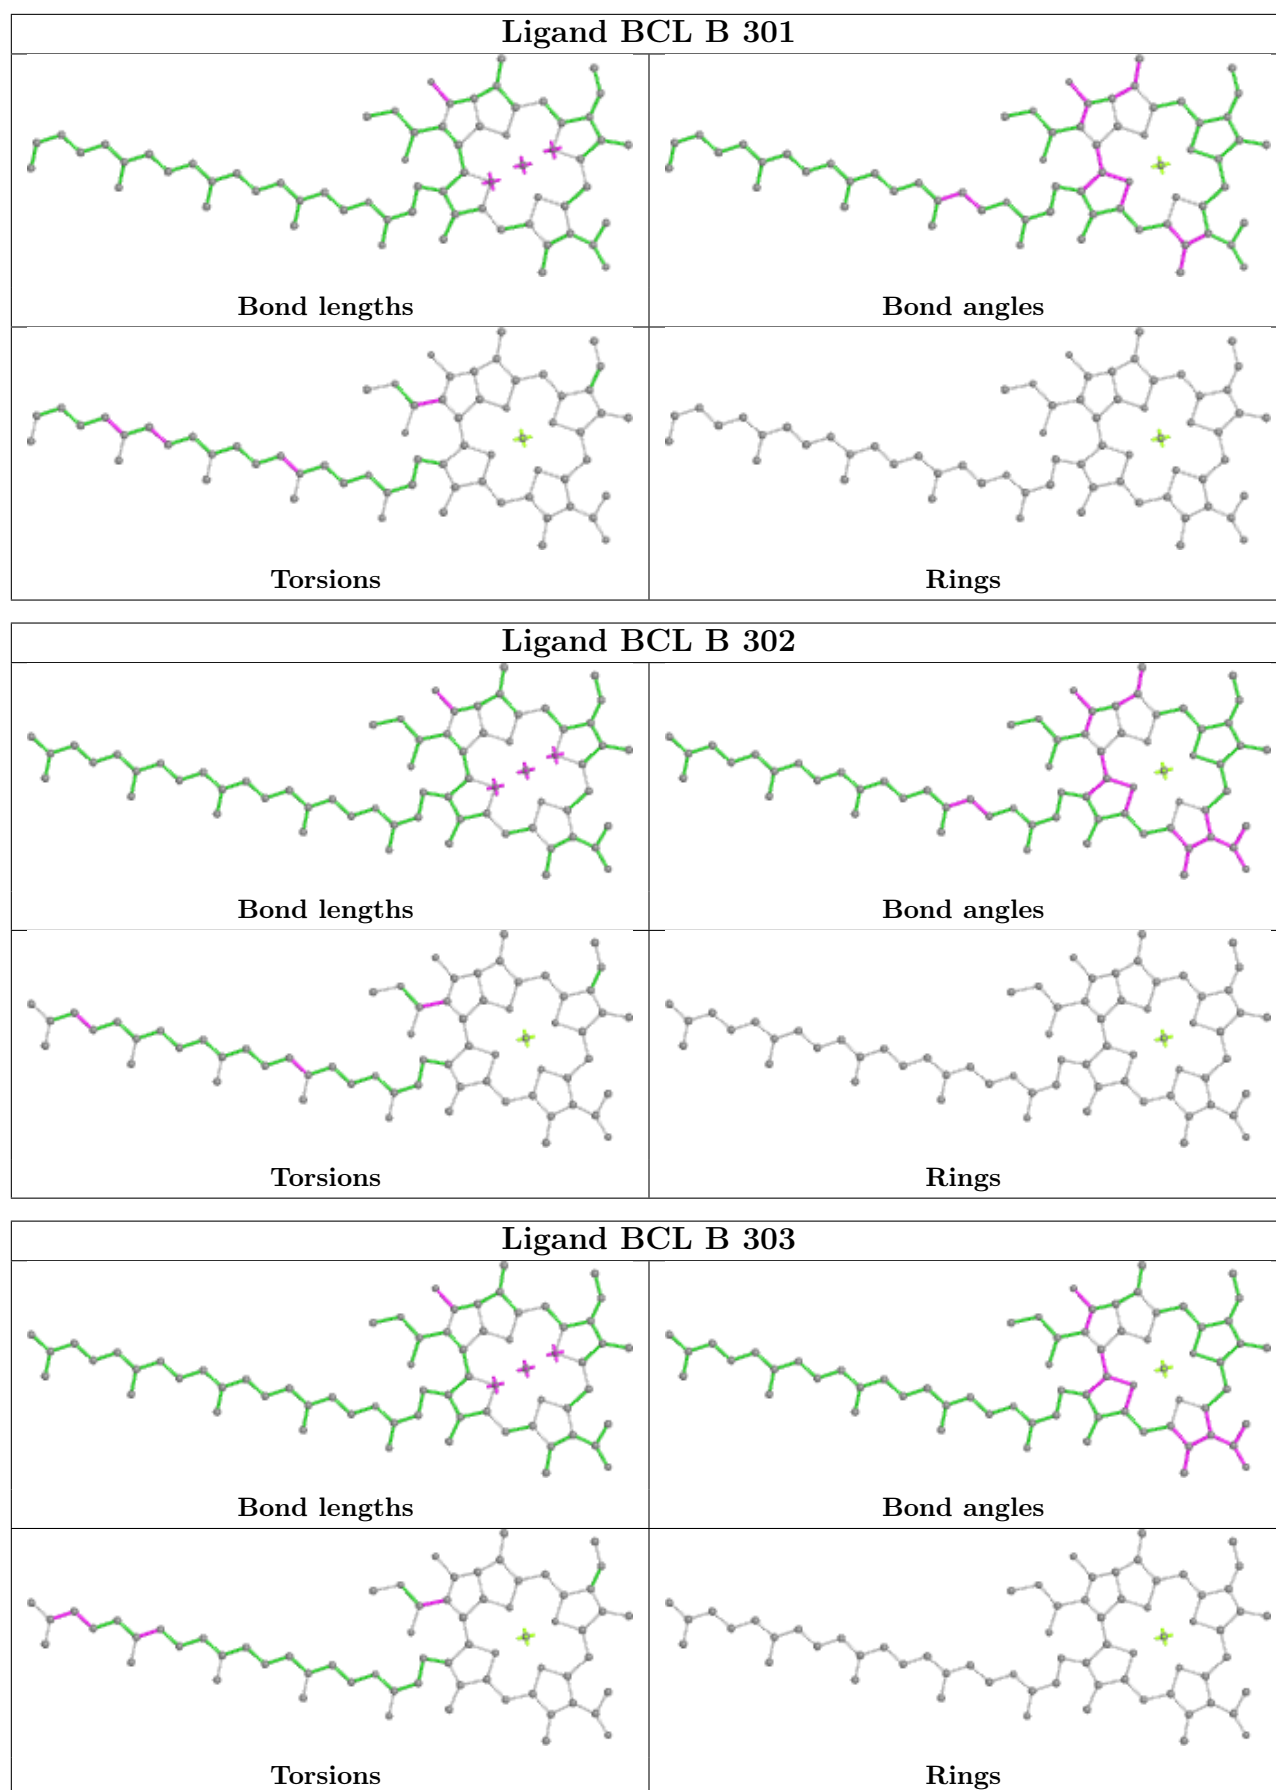 Ligand BCL B 301
Bond lengths
Bond angles
Torsions
Rings
Ligand BCL B 302
Bond lengths
Bond angles
Torsions
Rings
Ligand BCL B 303
Bond lengths
Bond angles
Torsions
Rings